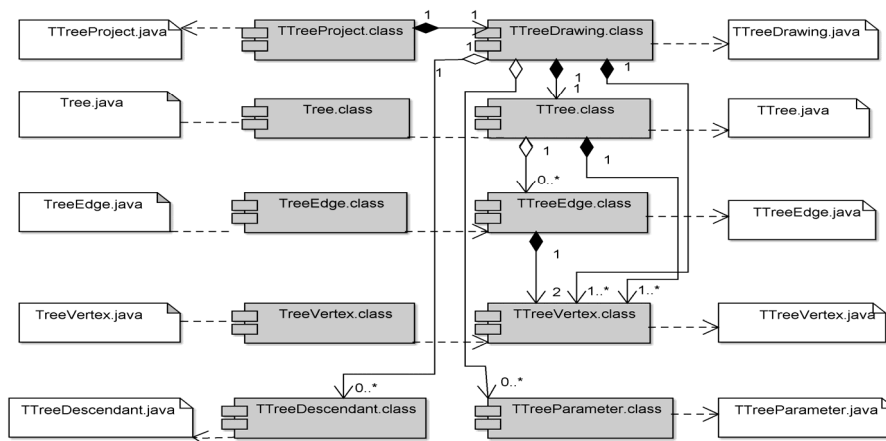 TTreeProject.java
TTreeProject.class
1
1
TTreeDrawing.class
TTreeDrawing.java
1
1
1
1
1
Tree.java
Tree.class
TTree.class
TTree.java
1
1
0..*
TreeEdge.java
TreeEdge.class
TTreeEdge.class
TTreeEdge.java
1
2
1..*
1..*
TreeVertex.java
TreeVertex.class
TTreeVertex.class
TTreeVertex.java
0..*
0..*
TTreeDescendant.java
TTreeDescendant.class
TTreeParameter.class
TTreeParameter.java